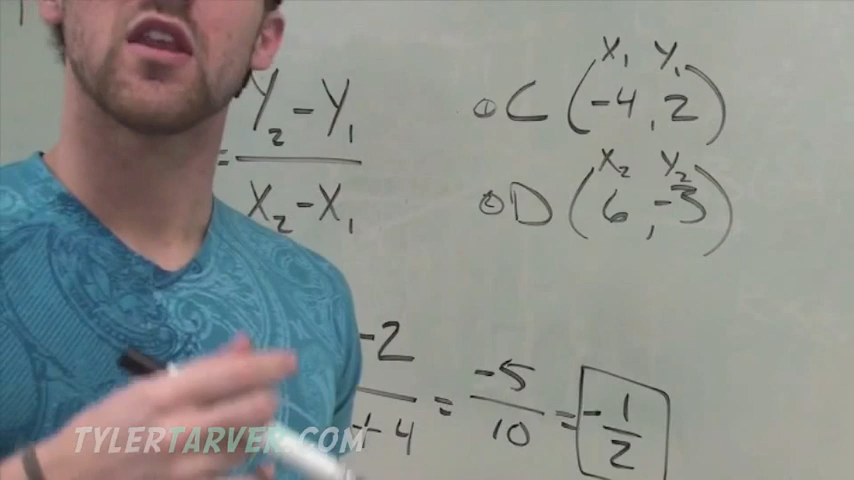 X₁ Y₁
= Y₂ - Y₁ / X₂ - X₁
C (-4, 2)
X₂ Y₂
D (6, -3)
-2 / + 4 = -5 / 10 = -1/2
TYLERTARVER.COM